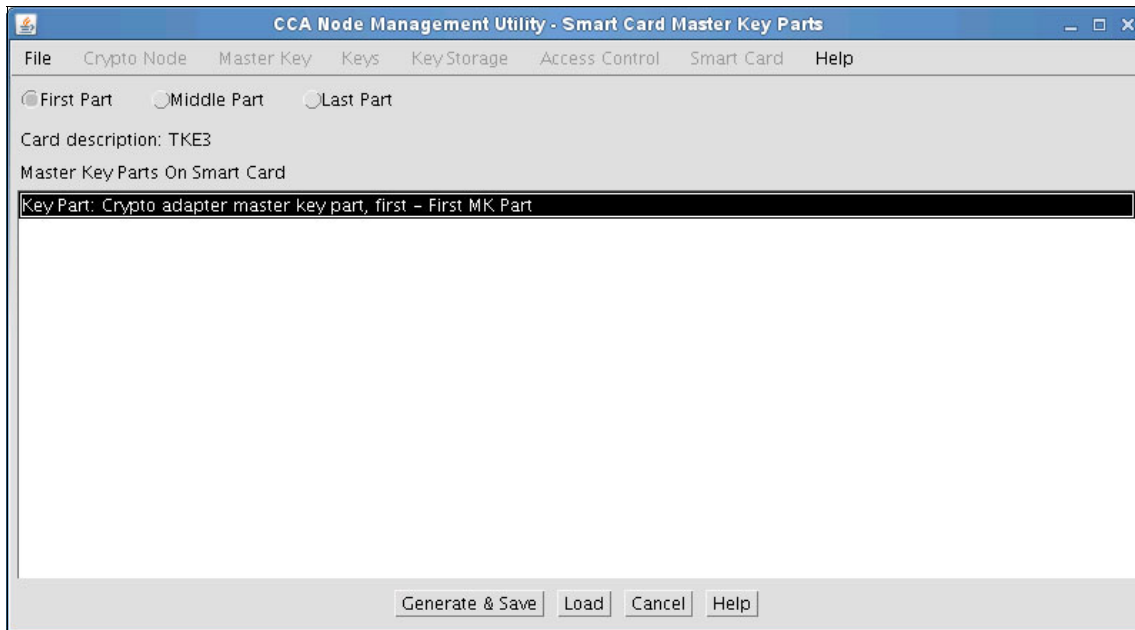 CCA Node Management Utility - Smart Card Master Key Parts
File Crypto Node Master Key Keys Key Storage Access Control Smart Card Help
First Part Middle Part Last Part
Card description: TKE3
Master Key Parts On Smart Card
Key Part: Crypto adapter master key part, first – First MK Part
Generate & Save Load Cancel Help